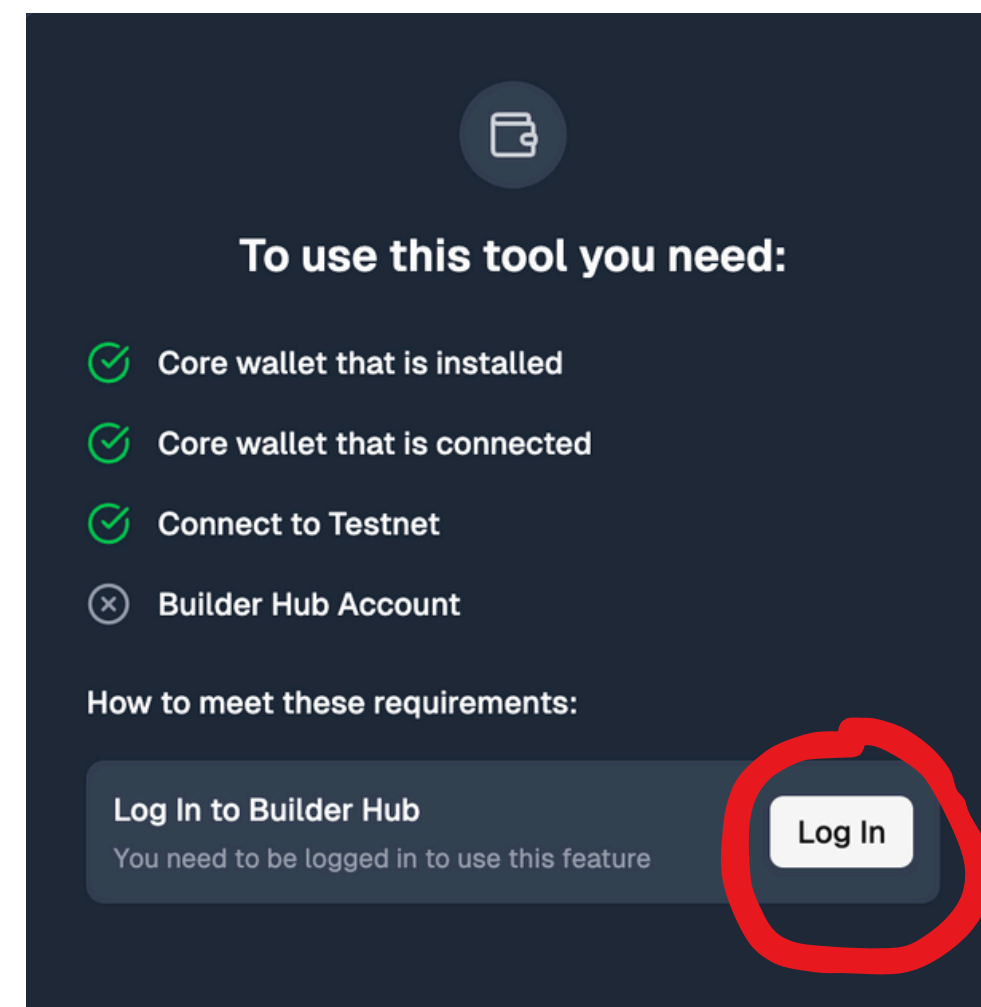 To use this tool you need:
Core wallet that is installed
Core wallet that is connected
Connect to Testnet
Builder Hub Account
How to meet these requirements:
Log In to Builder Hub
You need to be logged in to use this feature
Log In